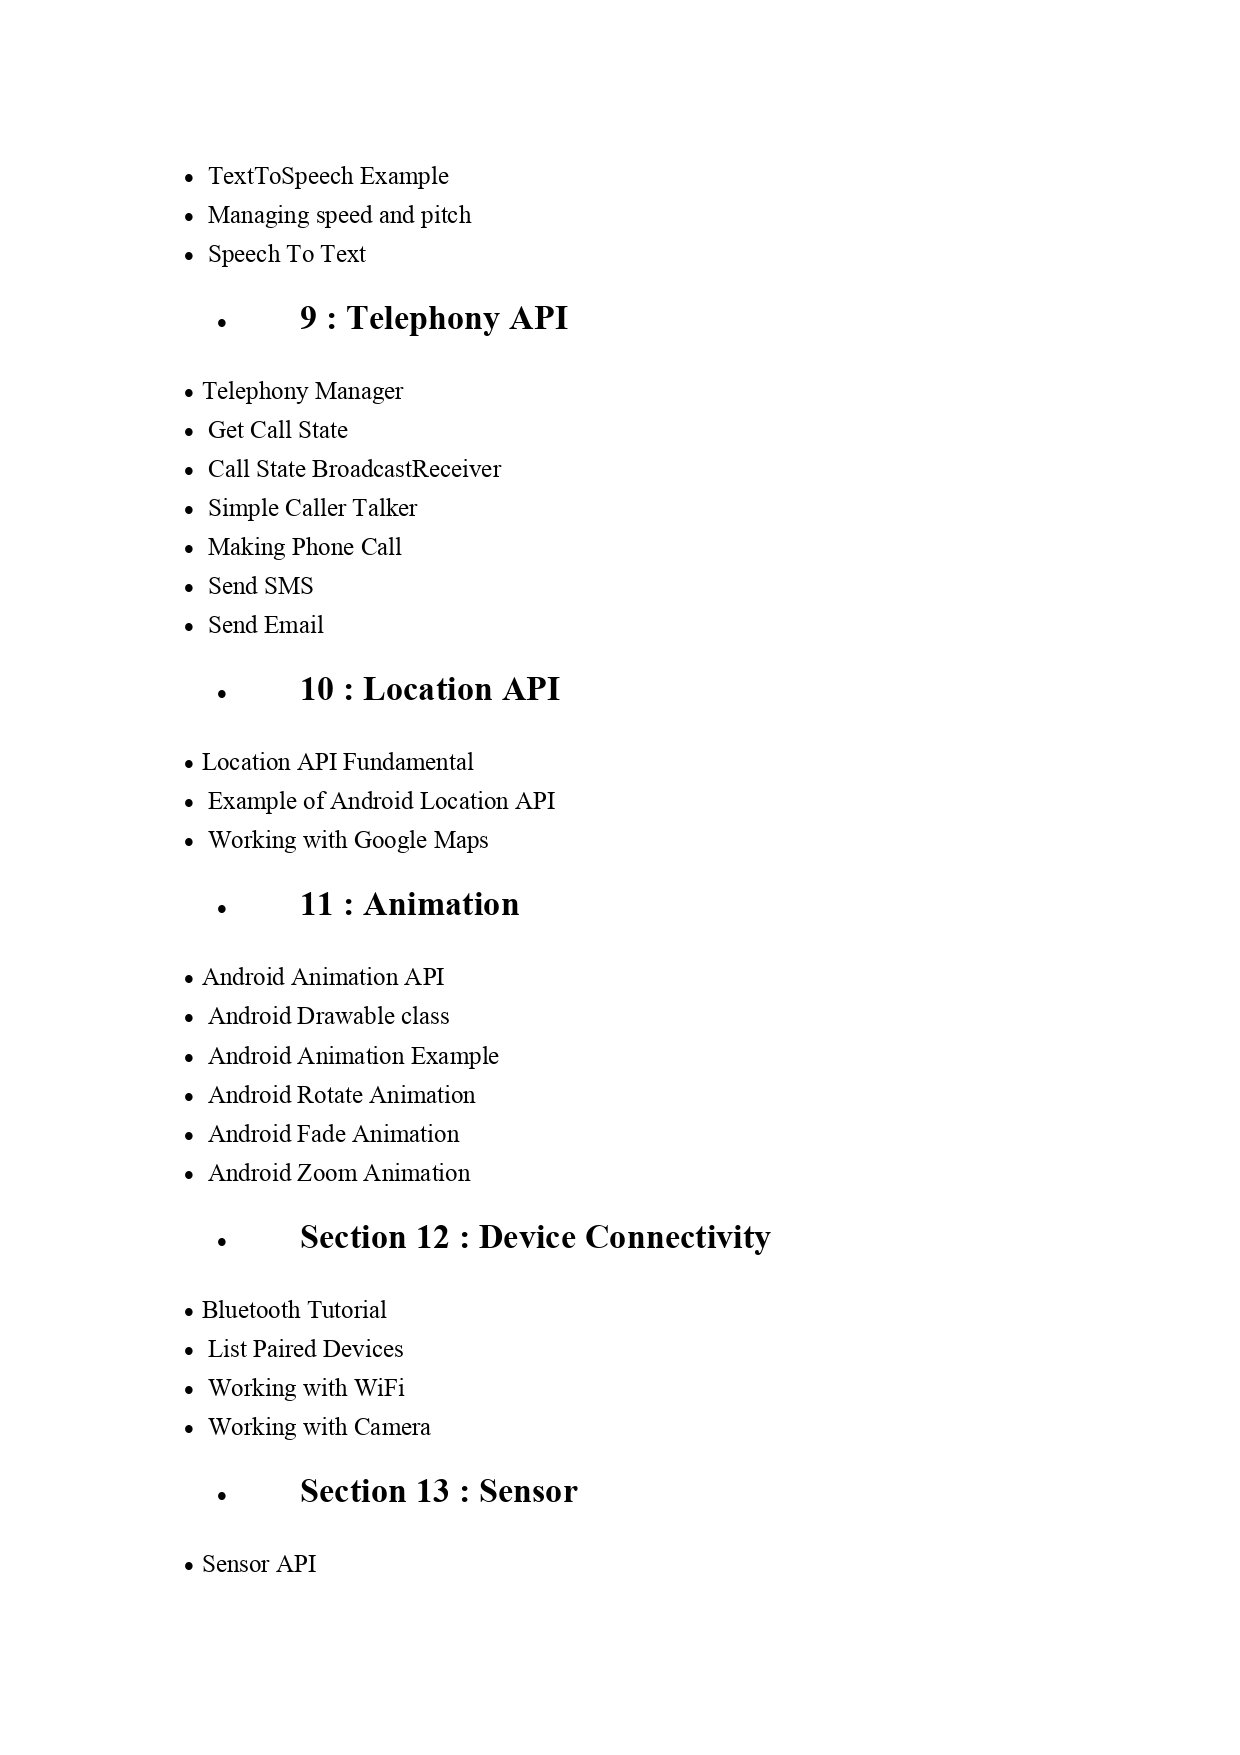 • TextToSpeech Example
• Managing speed and pitch
• Speech To Text
• 9 : Telephony API
• Telephony Manager
• Get Call State
• Call State BroadcastReceiver
• Simple Caller Talker
• Making Phone Call
• Send SMS
• Send Email
• 10 : Location API
• Location API Fundamental
• Example of Android Location API
• Working with Google Maps
• 11 : Animation
• Android Animation API
• Android Drawable class
• Android Animation Example
• Android Rotate Animation
• Android Fade Animation
• Android Zoom Animation
• Section 12 : Device Connectivity
• Bluetooth Tutorial
• List Paired Devices
• Working with WiFi
• Working with Camera
• Section 13 : Sensor
• Sensor API